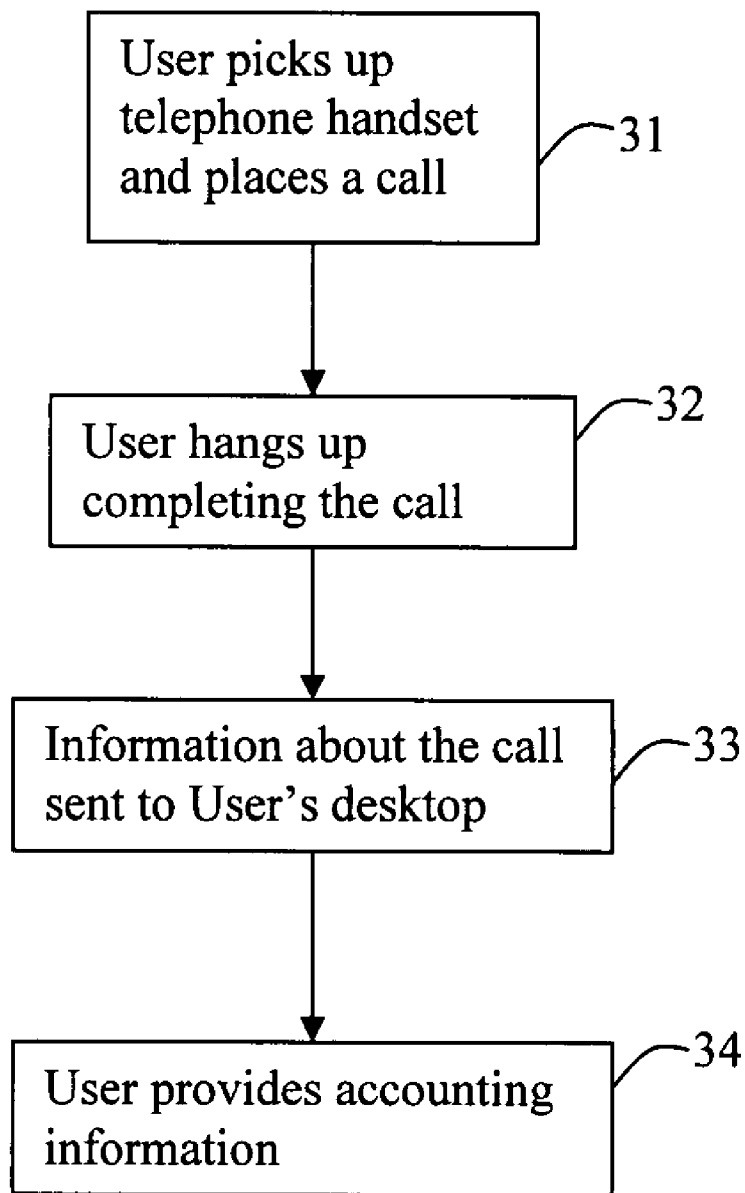 User picks up
telephone handset
and places a call
31
User hangs up
completing the call
32
Information about the call
sent to User's desktop
33
User provides accounting
information
34